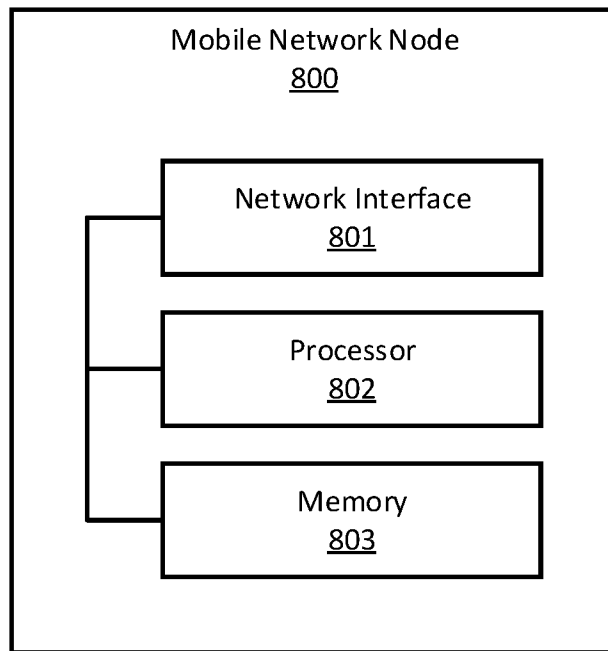 Mobile Network Node
800
Network Interface
801
Processor
802
Memory
803